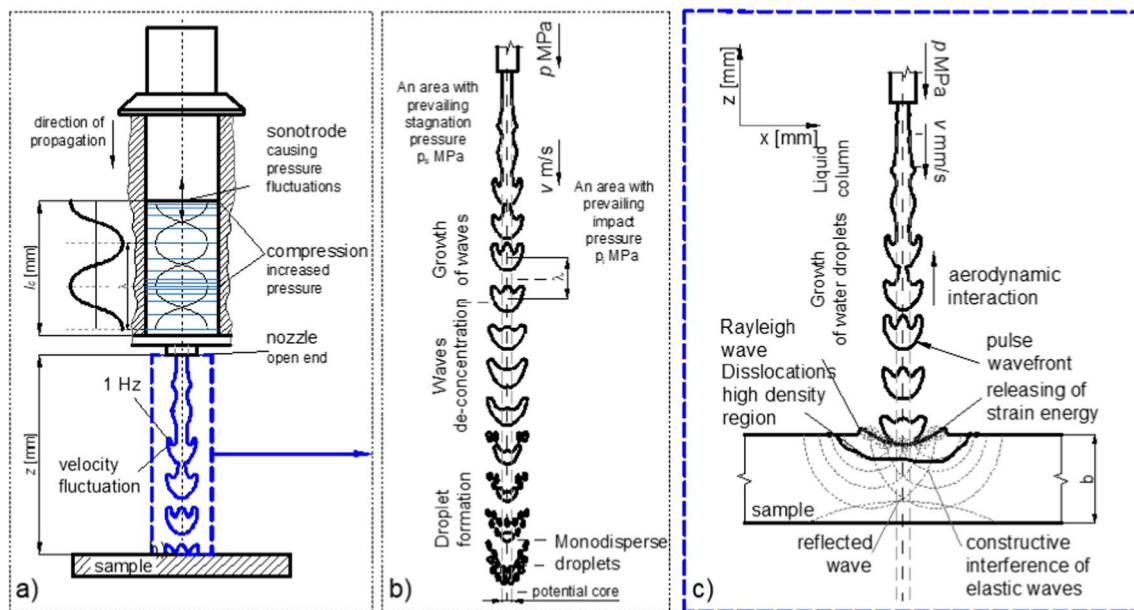 direction of
propagation
sonotrode
causing
pressure
fluctuations
l_c [mm]
compression
increased
pressure
nozzle
open end
1 Hz
z [mm]
velocity
fluctuation
sample
a)
p MPa
An area with
prevailing
stagnation
pressure
p_s MPa
v m/s
An area with
prevailing
impact
pressure
p_i MPa
Growth
of waves
λ
Waves
de-concentration
Droplet
formation
Monodisperse
droplets
potential core
b)
z [mm]
x [mm]
p MPa
v mm/s
Liquid
column
Growth
of water droplets
aerodynamic
interaction
Rayleigh
wave
Disslocations
high density
region
pulse
wavefront
releasing of
strain energy
b
sample
reflected
wave
constructive
interference of
elastic waves
c)